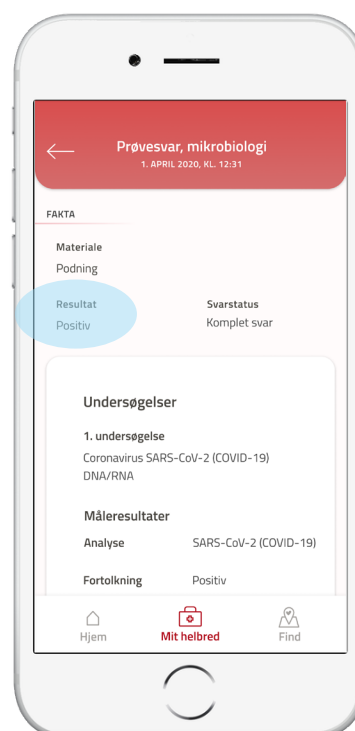 Prøvesvar, mikrobiologi
1. APRIL 2020, KL. 12:31
FAKTA
Materiale
Podning
Resultat
Positiv
Svarstatus
Komplet svar
Undersøgelser
1. undersøgelse
Coronavirus SARS-CoV-2 (COVID-19)
DNA/RNA
Måleresultater
Analyse SARS-CoV-2 (COVID-19)
Fortolkning Positiv
Hjem Mit helbred Find